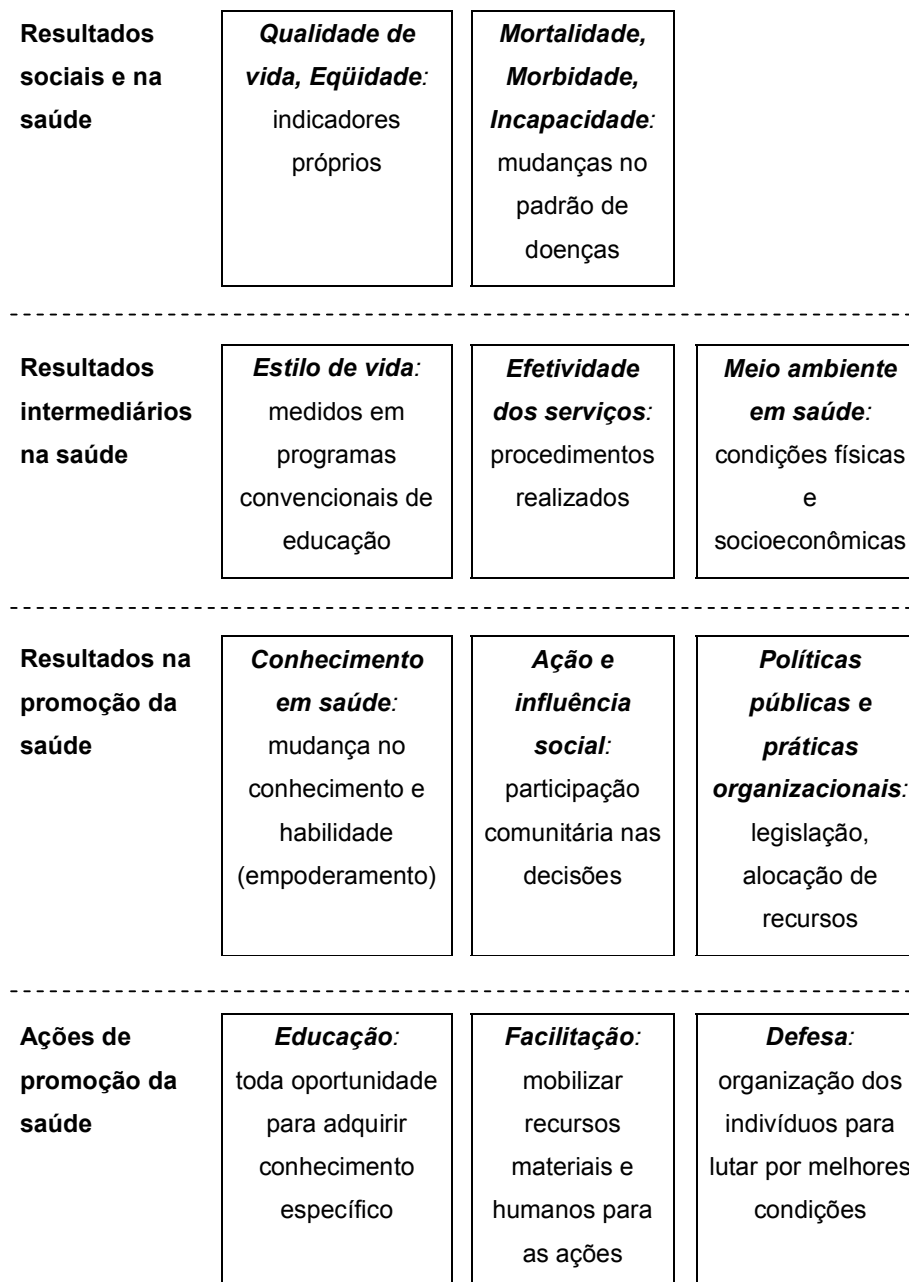 Resultados
sociais e na
saúde
Qualidade de
vida, Eqüidade:
indicadores
próprios
Mortalidade,
Morbidade,
Incapacidade:
mudanças no
padrão de
doenças
Resultados
intermediários
na saúde
Estilo de vida:
medidos em
programas
convencionais de
educação
Efetividade
dos serviços:
procedimentos
realizados
Meio ambiente
em saúde:
condições físicas
e
socioeconômicas
Resultados na
promoção da
saúde
Conhecimento
em saúde:
mudança no
conhecimento e
habilidade
(empoderamento)
Ação e
influência
social:
participação
comunitária nas
decisões
Políticas
públicas e
práticas
organizacionais:
legislação,
alocação de
recursos
Ações de
promoção da
saúde
Educação:
toda oportunidade
para adquirir
conhecimento
específico
Facilitação:
mobilizar
recursos
materiais e
humanos para
as ações
Defesa:
organização dos
indivíduos para
lutar por melhores
condições